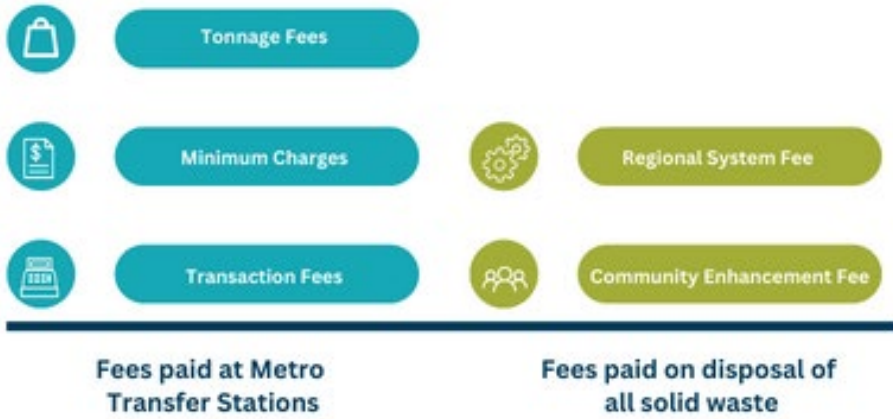 Tonnage Fees
Minimum Charges
Regional System Fee
$
Transaction Fees
Community Enhancement Fee
Fees paid at Metro
Transfer Stations
Fees paid on disposal of
all solid waste